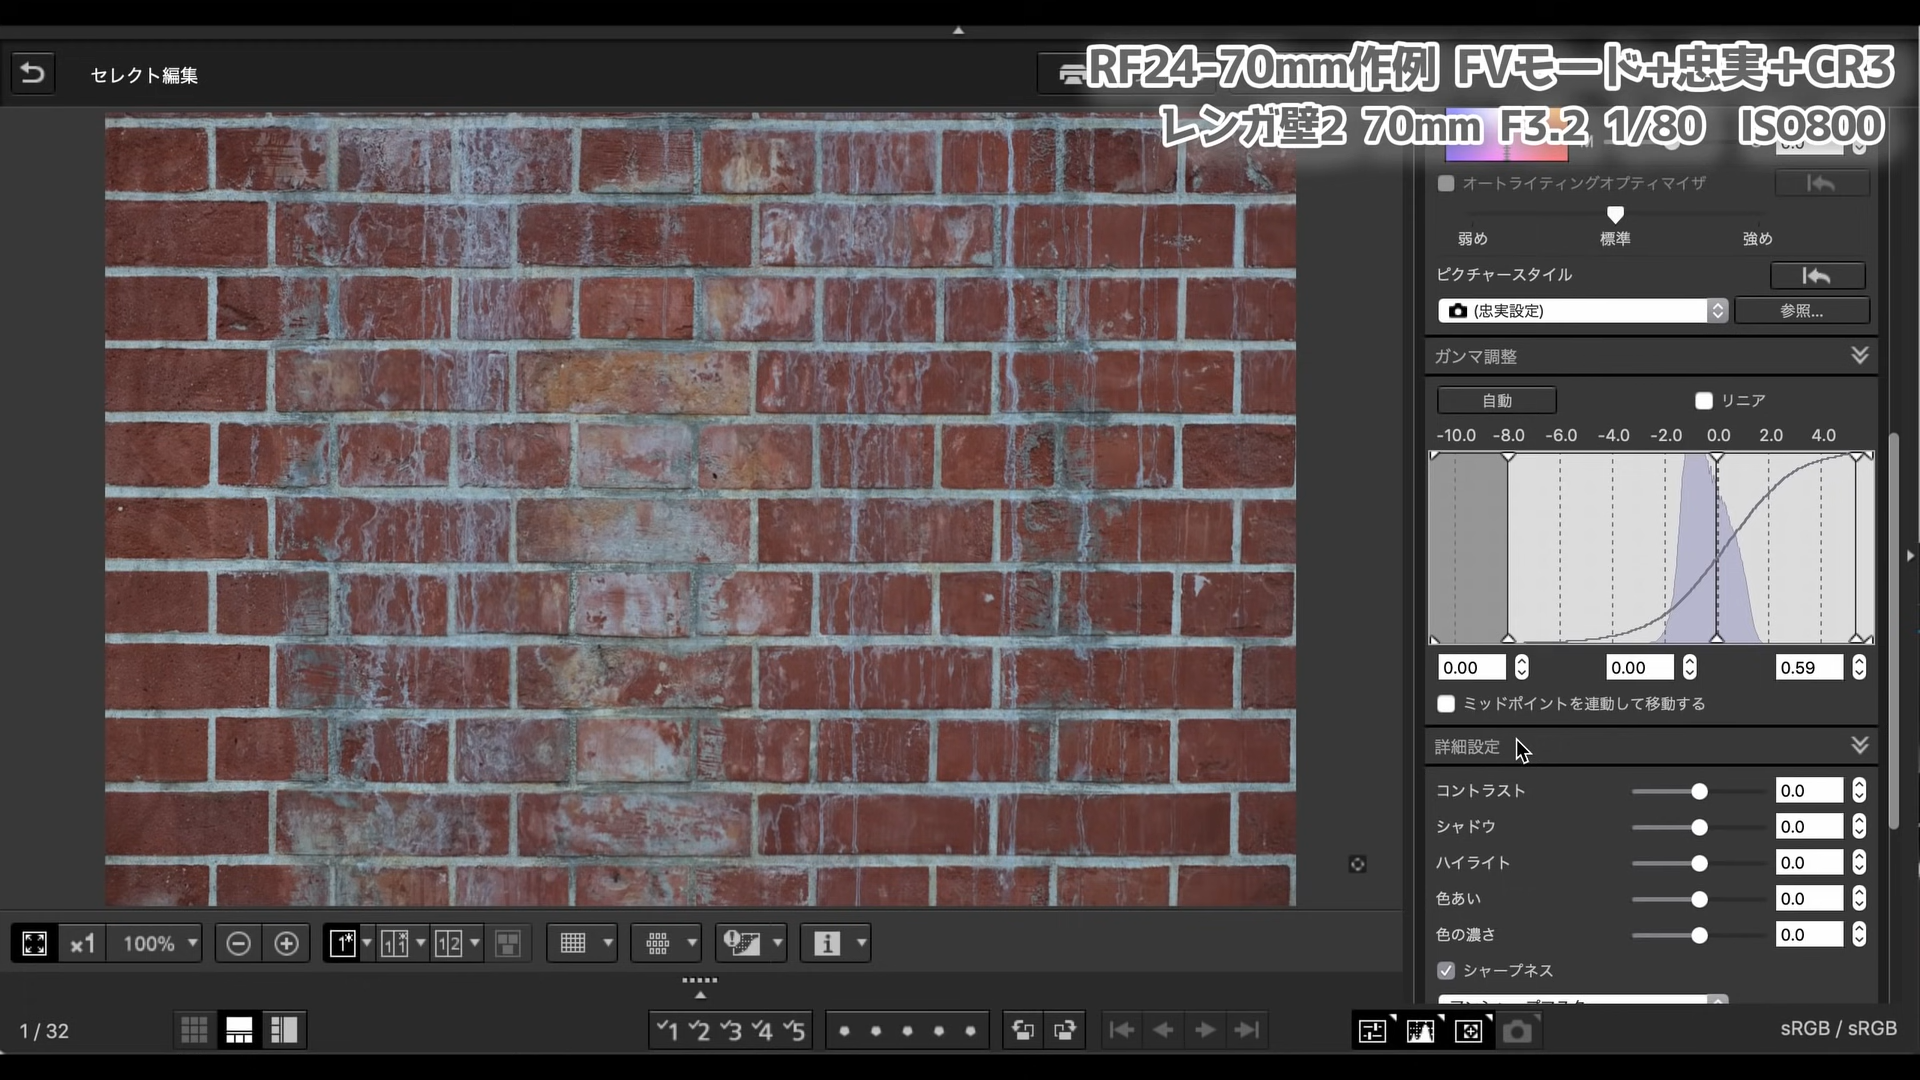 セレクト編集
RF24-70mm作例 FVモード+忠実+CR3
レンガ壁2 70mm F3.2 1/80 ISO800
オートライティングオプティマイザ
弱め 標準 強め
ピクチャースタイル
(忠実設定) 参照...
ガンマ調整
自動 リニア
-10.0 -8.0 -6.0 -4.0 -2.0 0.0 2.0 4.0
0.00 0.00 0.59
ミッドポイントを連動して移動する
詳細設定
コントラスト 0.0
シャドウ 0.0
ハイライト 0.0
色あい 0.0
色の濃さ 0.0
シャープネス
x1 100%
1 / 32
1 2 3 4 5
sRGB / sRGB